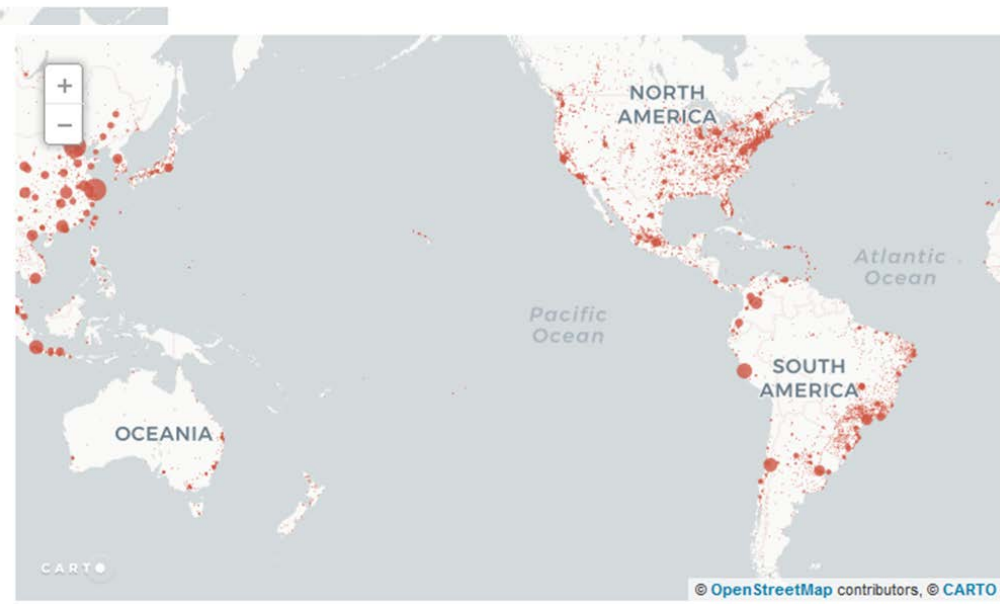 +
−
NORTH
AMERICA
Atlantic
Ocean
Pacific
Ocean
SOUTH
AMERICA
OCEANIA
CARTO
© OpenStreetMap contributors, © CARTO